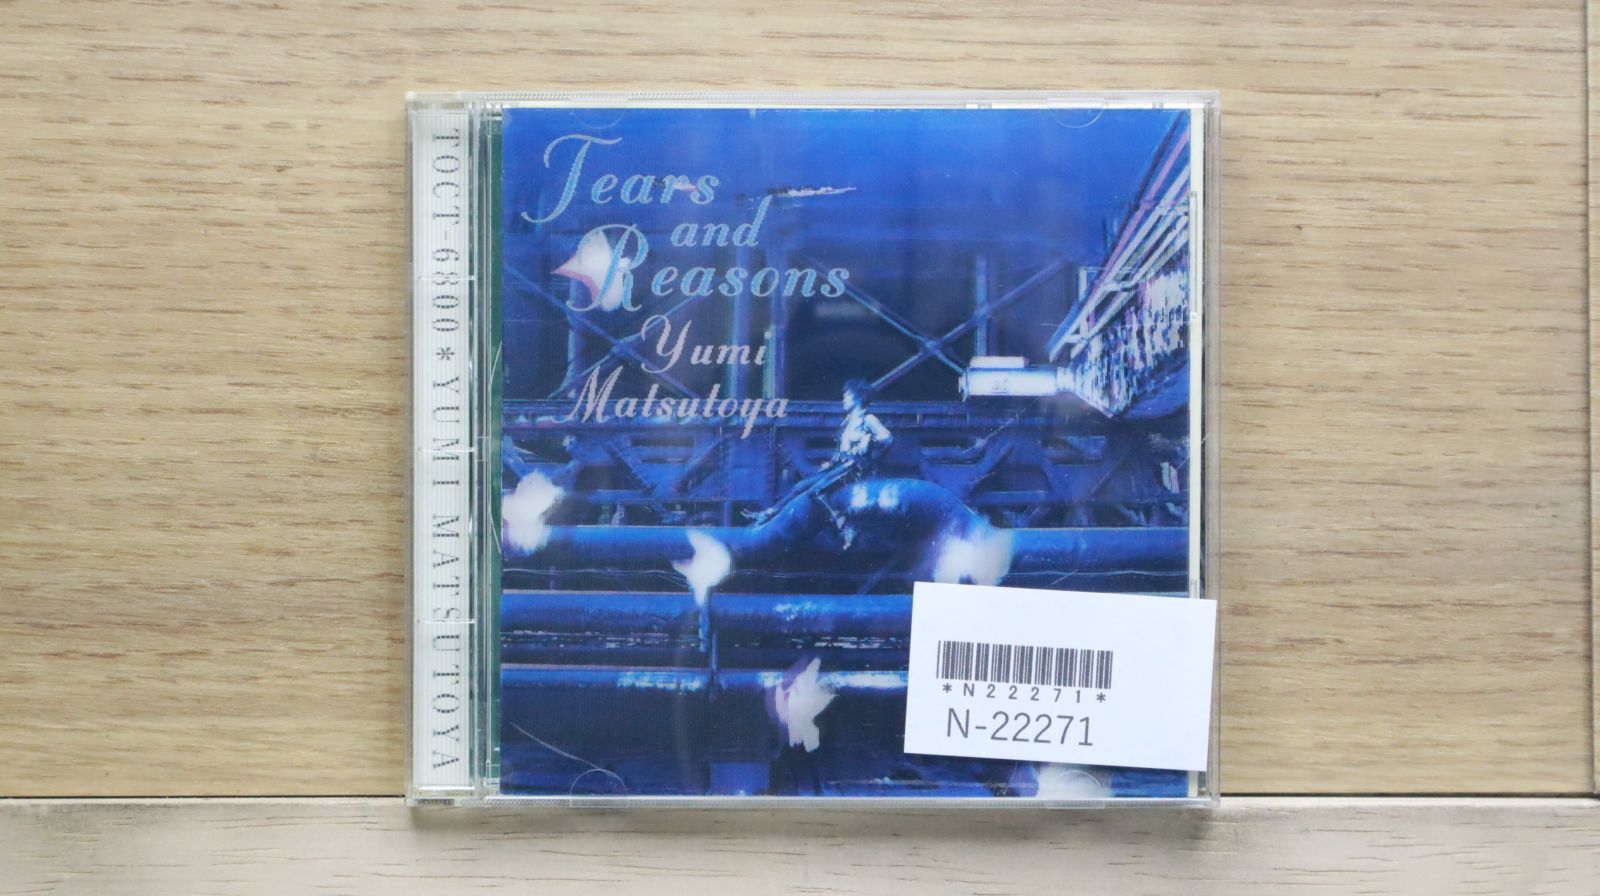 TOCT-6800*YUMI MATSUTOYA
Tears
and
Reasons
Yumi
Matsutoya
*N22271*
N-22271